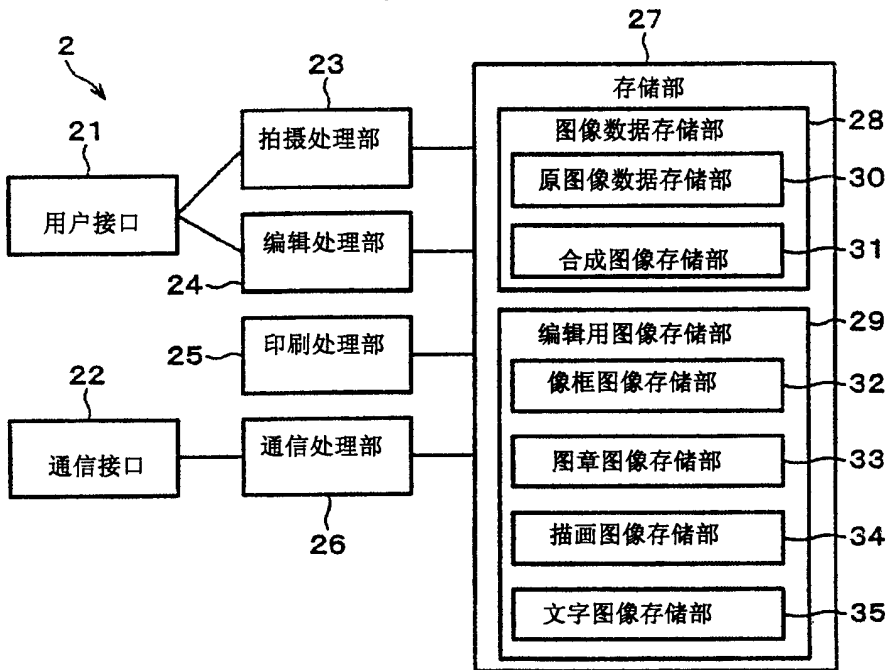 2
21
用户接口
22
通信接口
23
拍摄处理部
编辑处理部
24
印刷处理部
25
通信处理部
26
27
存储部
图像数据存储部
28
原图像数据存储部
30
合成图像存储部
31
编辑用图像存储部
29
像框图像存储部
32
图章图像存储部
33
描画图像存储部
34
文字图像存储部
35